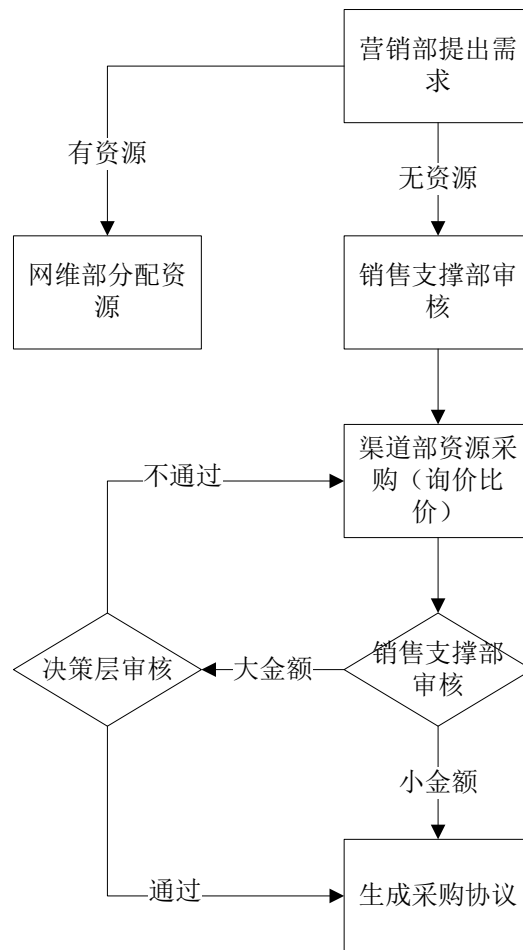 营销部提出需
求
有资源
无资源
网维部分配资
源
销售支撑部审
核
渠道部资源采
购（询价比
价）
不通过
决策层审核
大金额
销售支撑部
审核
小金额
通过
生成采购协议